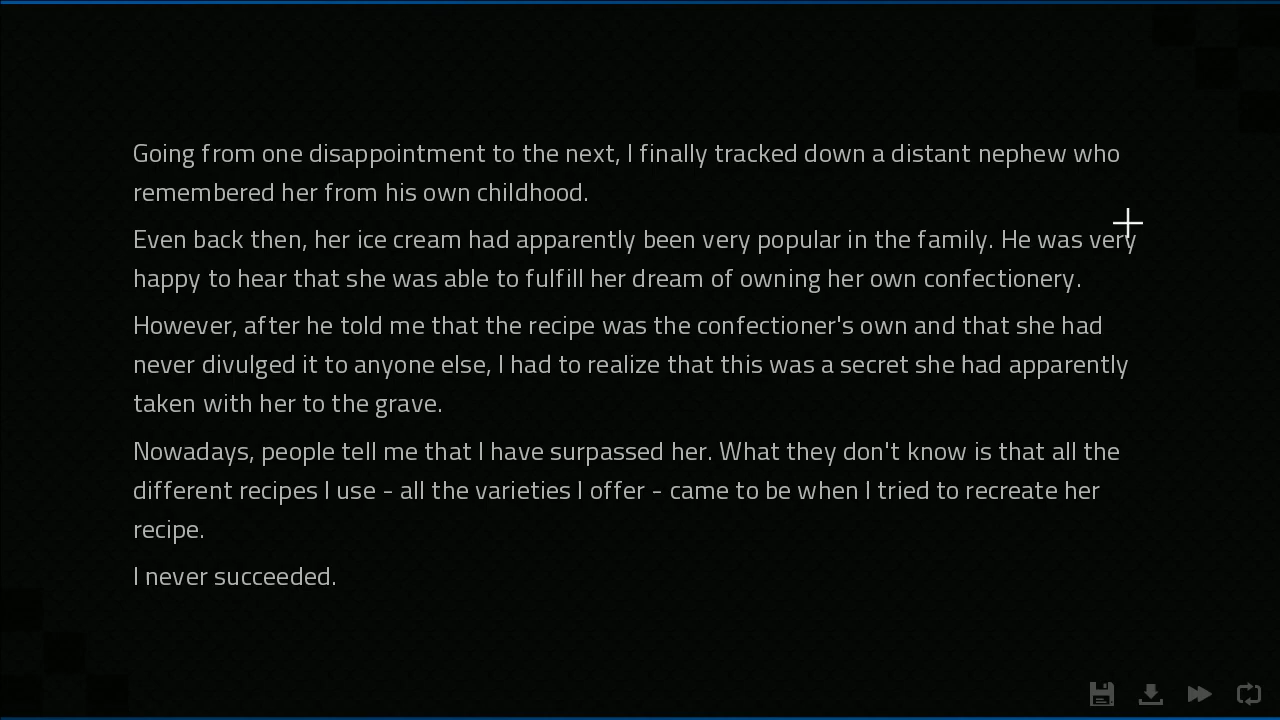 Going from one disappointment to the next, I finally tracked down a distant nephew who
remembered her from his own childhood.
Even back then, her ice cream had apparently been very popular in the family. He was very
happy to hear that she was able to fulfill her dream of owning her own confectionery.
However, after he told me that the recipe was the confectioner's own and that she had
never divulged it to anyone else, I had to realize that this was a secret she had apparently
taken with her to the grave.
Nowadays, people tell me that I have surpassed her. What they don't know is that all the
different recipes I use - all the varieties I offer - came to be when I tried to recreate her
recipe.
I never succeeded.